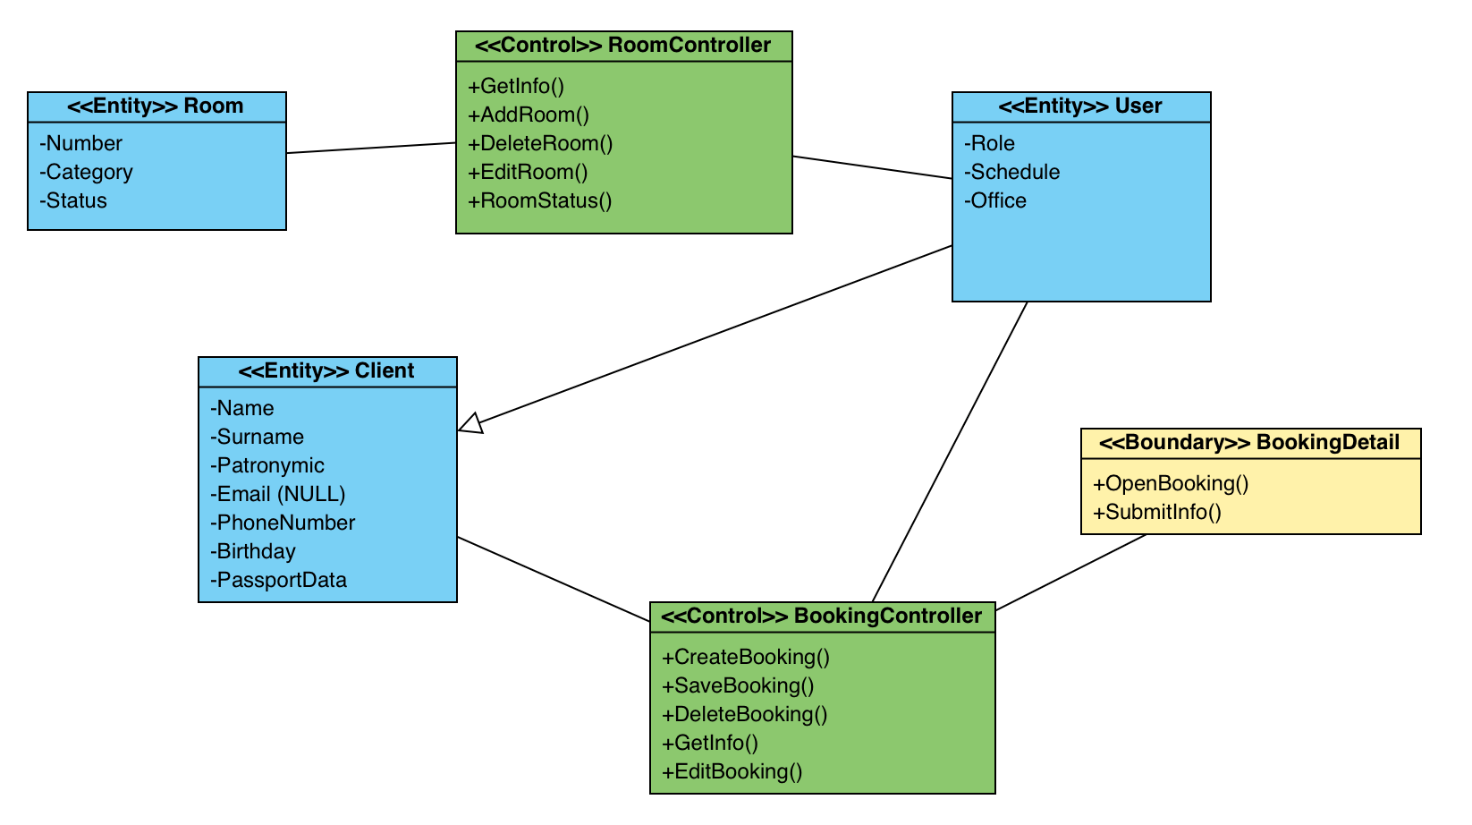 <<Control>> RoomController
+GetInfo()
+AddRoom()
+DeleteRoom()
+EditRoom()
+RoomStatus()
<<Entity>> Room
-Number
-Category
-Status
<<Entity>> User
-Role
-Schedule
-Office
<<Entity>> Client
-Name
-Surname
-Patronymic
-Email (NULL)
-PhoneNumber
-Birthday
-PassportData
<<Boundary>> BookingDetail
+OpenBooking()
+SubmitInfo()
<<Control>> BookingController
+CreateBooking()
+SaveBooking()
+DeleteBooking()
+GetInfo()
+EditBooking()